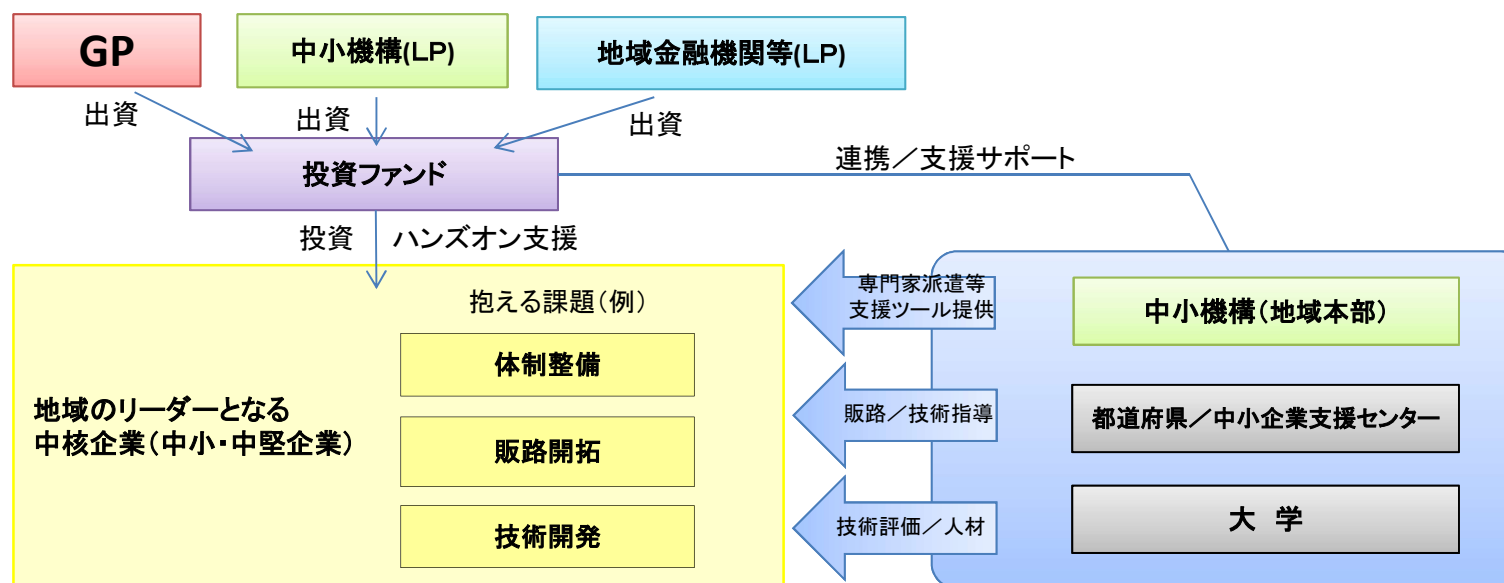 GP
中小機構(LP)
地域金融機関等(LP)
出資
出資
出資
投資ファンド
連携／支援サポート
投資
ハンズオン支援
抱える課題（例）
体制整備
地域のリーダーとなる
中核企業（中小・中堅企業）
販路開拓
技術開発
専門家派遣等
支援ツール提供
販路／技術指導
技術評価／人材
中小機構（地域本部）
都道府県／中小企業支援センター
大 学